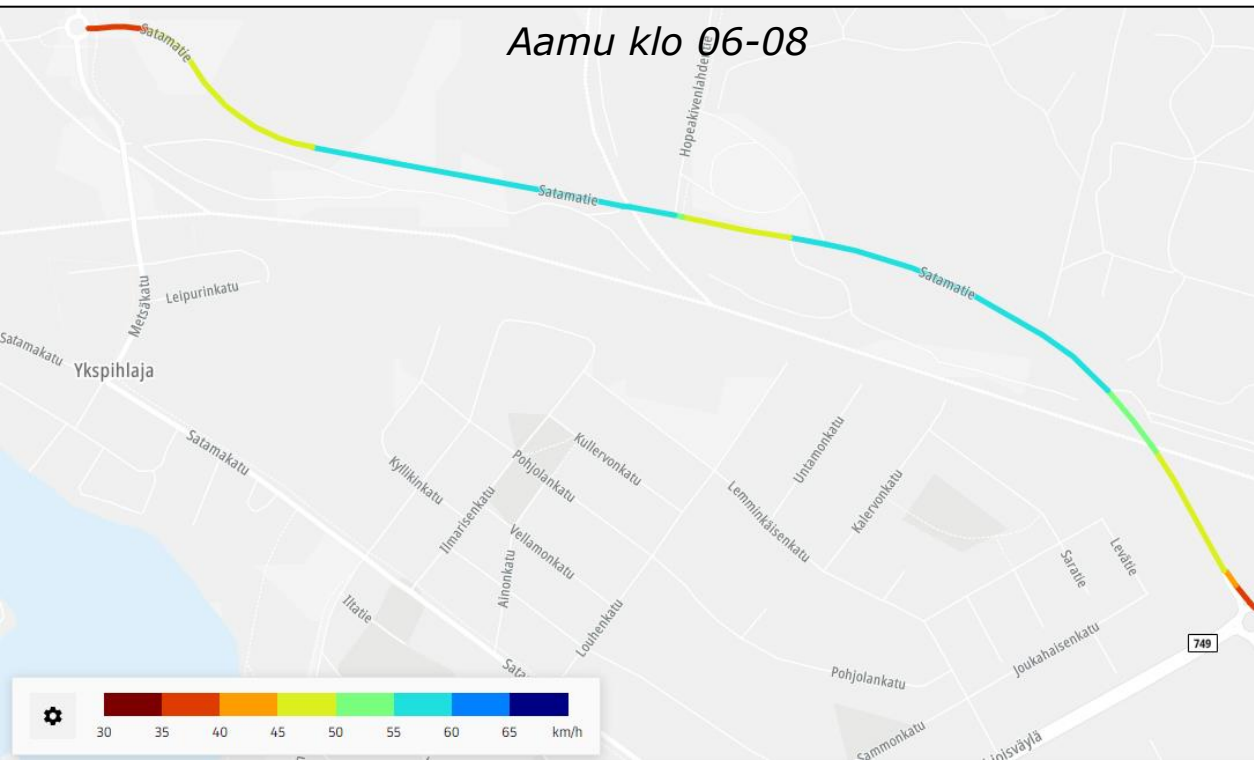 Aamu klo 06-08
Satamatie
Hopeakivenlahdentie
Satamatie
Satamatie
Leipurinkatu
Metsäkatu
Satamakatu
Ykspihlaja
Satamakatu
Kyllikinkatu
Ilmarisenkatu
Pohjolankatu
Kullervonkatu
Vellamonkatu
Ainonkatu
Iltatie
Louhenkatu
Lemminkäisenkatu
Untamonkatu
Kalervonkatu
Saratie
Levätie
Joukahaisenkatu
749
Pohjolankatu
Sammonkatu
30 35 40 45 50 55 60 65 km/h